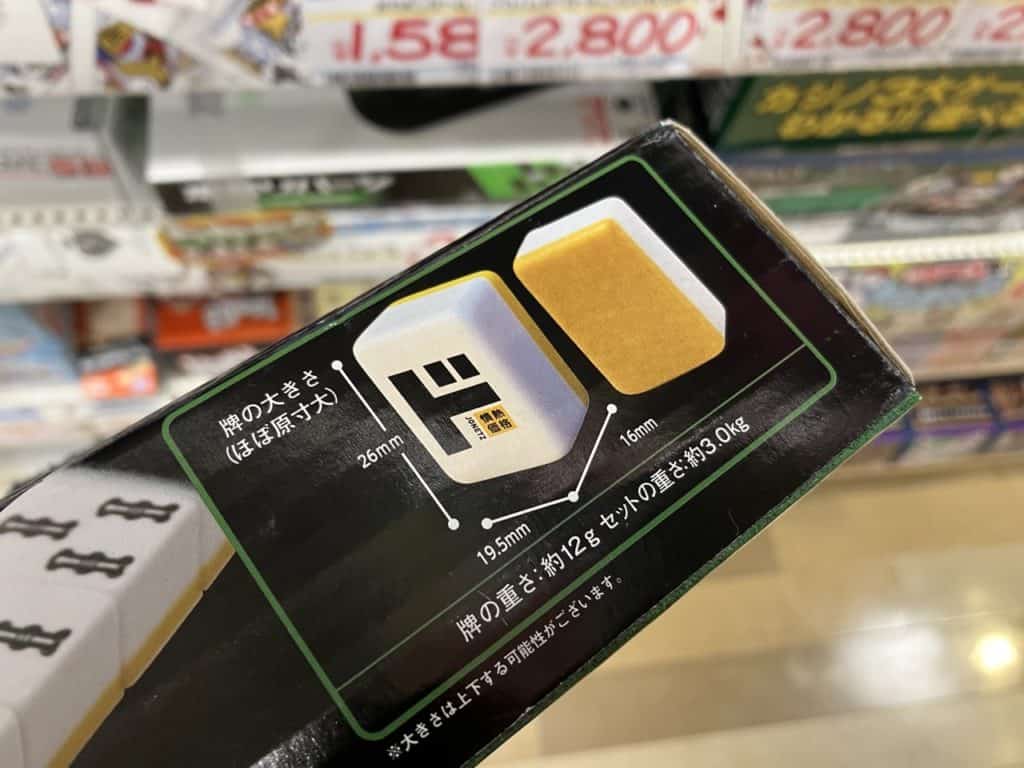 1.58
2,800
2,800
わかる!!
牌の大きさ
(ほぼ原寸大)
26mm
ド
情熱
価格
JONETZ
16mm
19.5mm
牌の重さ:約12g セットの重さ:約3.0kg
※大きさは上下する可能性がございます。